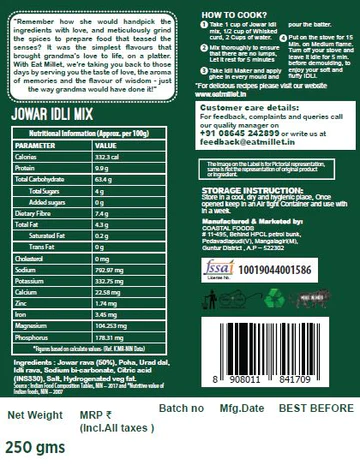 "Remember how she would handpick the
ingredients with love, and meticulously grind
the spices to prepare food that teased the
senses? It was the simplest flavours that
brought grandma's love to life, on a platter.
With Eat Millet, we're taking you back to those
days by serving you the taste of love, the aroma
of memories and the flavour of wisdom - just
the way grandma would have done it!"
JOWAR IDLI MIX
Nutritional Information (Approx. per 100g)
PARAMETER VALUE
Calories 332.3 cal
Protein 9.9 g
Total Carbohydrate 63.4 g
Total Sugars 4 g
Added sugars 0 g
Dietary Fibre 7.4 g
Total Fat 4.3 g
Saturated Fat 0.2 g
Trans Fat 0 g
Cholesterol 0 mg
Sodium 792.97 mg
Potassium 332.75 mg
Calcium 22.58 mg
Zinc 1.74 mg
Iron 3.45 mg
Magnesium 104.253 mg
Phosphorus 178.31 mg
*Figures based on calculate values- (Ref. ICMR-NIN Data)
Ingredients : Jowar rava (50%), Poha, Urad dal,
Idli rava, Sodium bi-carbonate, Citric acid
(INS330), Salt, Hydrogenated veg fat.
Source : Indian Food Composition Tables, NIN – 2017 and *Nutritive value of
Indian foods, NIN – 2007
HOW TO COOK?
1 Take 1 cup of Jowar Idli
mix, 1/2 cup of Whisked
curd, 2 Cups of water.
2 Mix thoroughly to ensure
that there are no lumps,
Let it rest for 5 minutes
3 Take Idli Maker and Apply
ghee in every mould and
pour the batter.
4 Put on the stove for 15
Min. on Medium flame.
Turn off your stove and
leave it idle for 5 min.
before demoulding, to
enjoy your soft and
fluffy IDLI.
*For delicious recipes please visit our website
www.eatmillet.in
Customer care details:
For feedback, complaints and queries call
our quality manager on
+91 08645 242899 or write us at
feedback@eatmillet.in
The Image on the Label is for Pictorial representation,
same is not the representation of original product
or Ingredient.
STORAGE INSTRUCTION:
Store in a cool, dry and hygienic place, Once
opened keep in an Air tight Container and use with
in a week.
Manufactured & Marketed by:
COASTAL FOODS
# 11-495, Behind HPCL petrol bunk,
Pedavadlapudi(V), Mangalagiri(M),
Guntur District , A.P – 522302
fssai
License No.
10019044001586
8 908011 841709
Net Weight MRP ₹ Batch no Mfg.Date BEST BEFORE
(Incl.All taxes )
250 gms